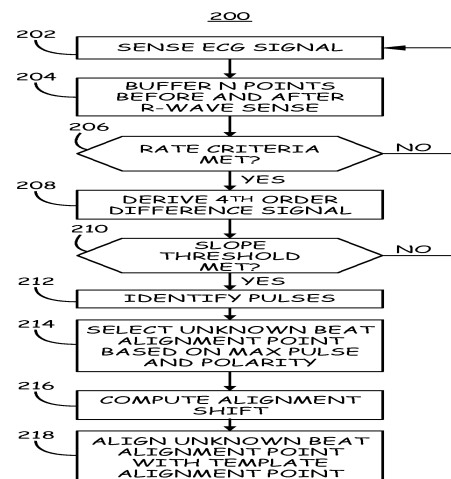 200
202
SENSE ECG SIGNAL
204
BUFFER N POINTS
BEFORE AND AFTER
R-WAVE SENSE
206
RATE CRITERIA
MET?
NO
YES
208
DERIVE 4TH ORDER
DIFFERENCE SIGNAL
210
SLOPE
THRESHOLD
MET?
NO
YES
212
IDENTIFY PULSES
214
SELECT UNKNOWN BEAT
ALIGNMENT POINT
BASED ON MAX PULSE
AND POLARITY
216
COMPUTE ALIGNMENT
SHIFT
218
ALIGN UNKNOWN BEAT
ALIGNMENT POINT
WITH TEMPLATE
ALIGNMENT POINT